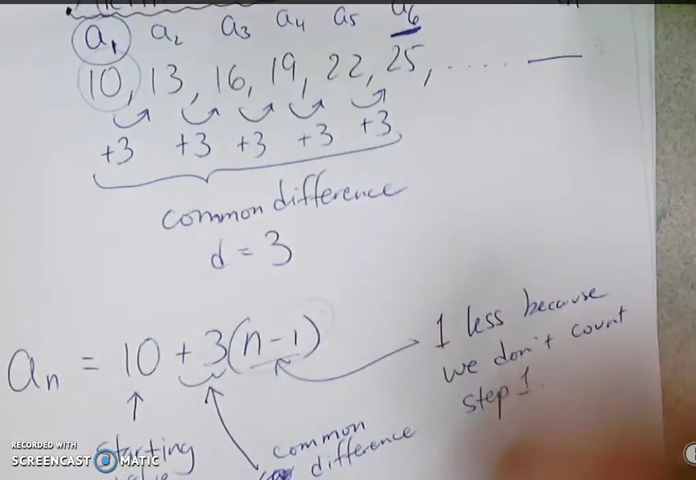 a1 a2 a3 a4 a5 a6
10, 13, 16, 19, 22, 25, ..... __
+3 +3 +3 +3 +3
common difference
d = 3
an = 10 + 3(n-1)
1 less because
we don't count
step 1.
starting
common
difference
RECORDED WITH
SCREENCAST MATIC